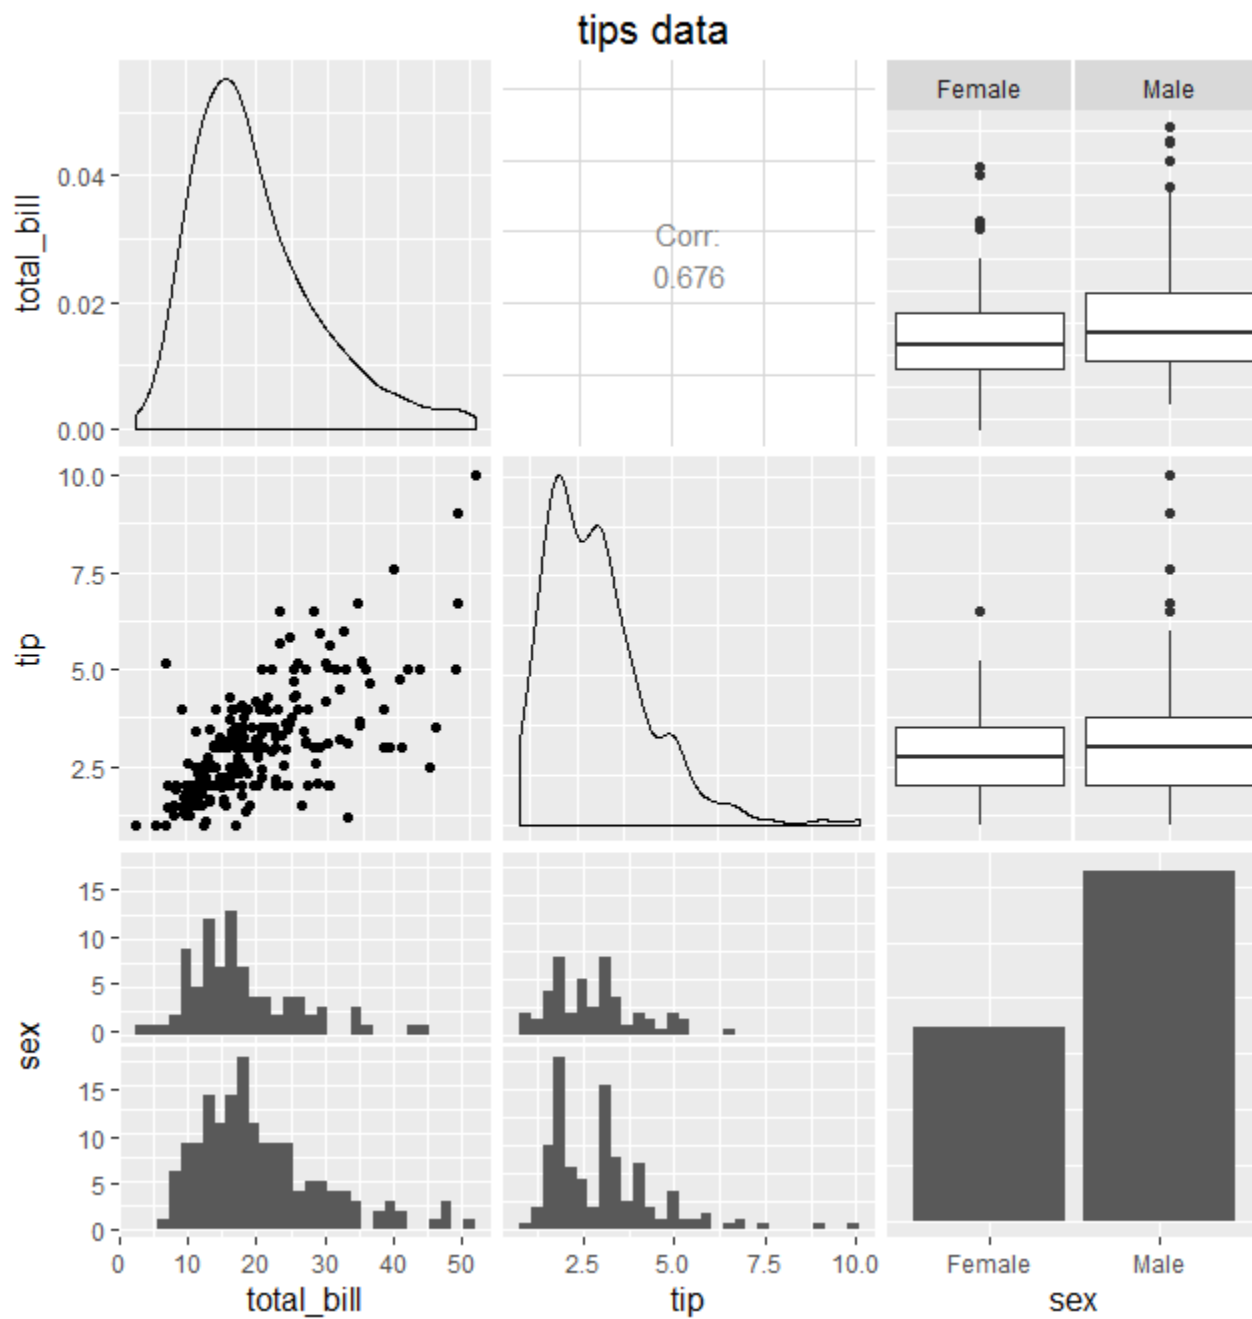 tips data
Female Male
total_bill
0.04
0.02
0.00
Corr:
0.676
tip
10.0
7.5
5.0
2.5
sex
15
10
5
0
15
10
5
0
0 10 20 30 40 50
2.5 5.0 7.5 10.0
Female Male
total_bill tip sex